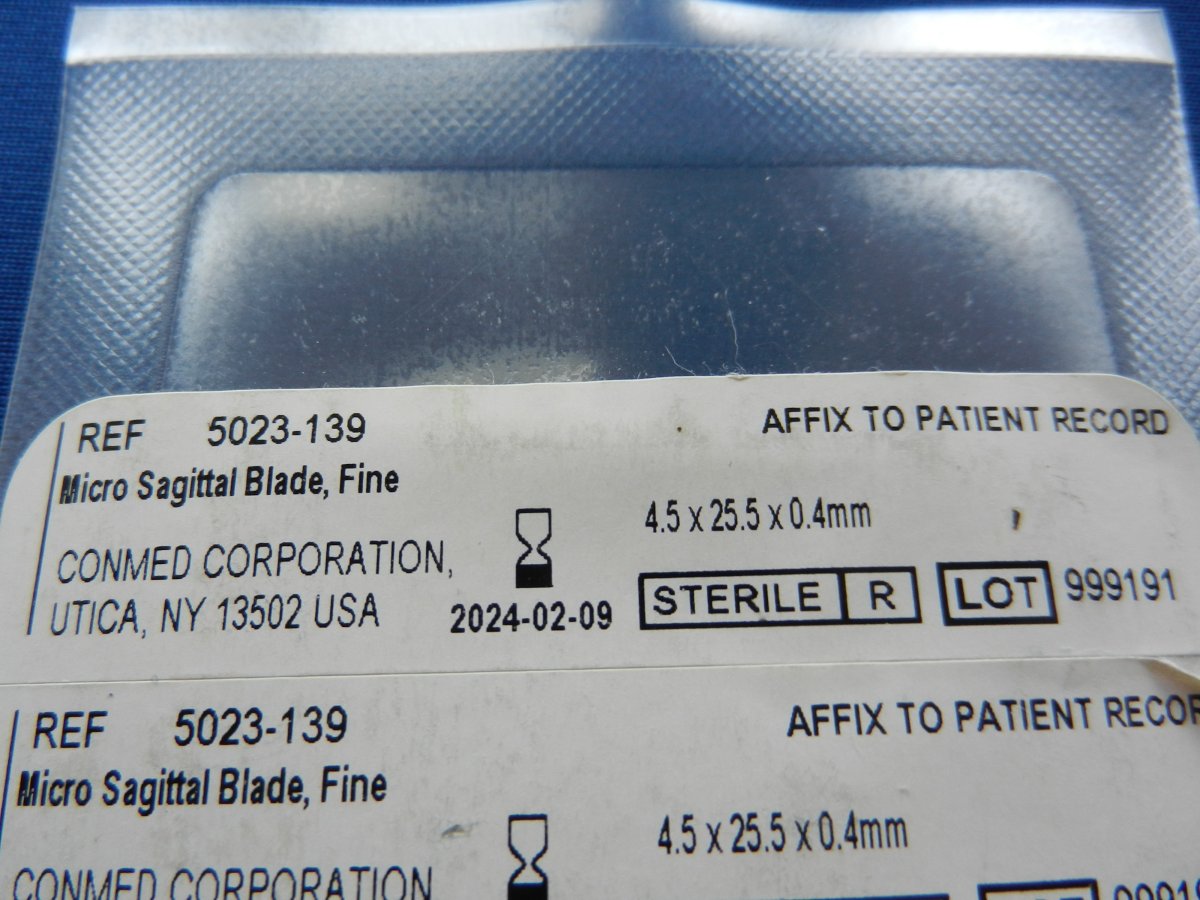 REF 5023-139 AFFIX TO PATIENT RECORD
Micro Sagittal Blade, Fine
4.5 x 25.5 x 0.4mm
CONMED CORPORATION,
UTICA, NY 13502 USA
2024-02-09
STERILE R LOT 999191
REF 5023-139 AFFIX TO PATIENT
Micro Sagittal Blade, Fine
4.5 x 25.5 x 0.4mm
CONMED CORPORATION